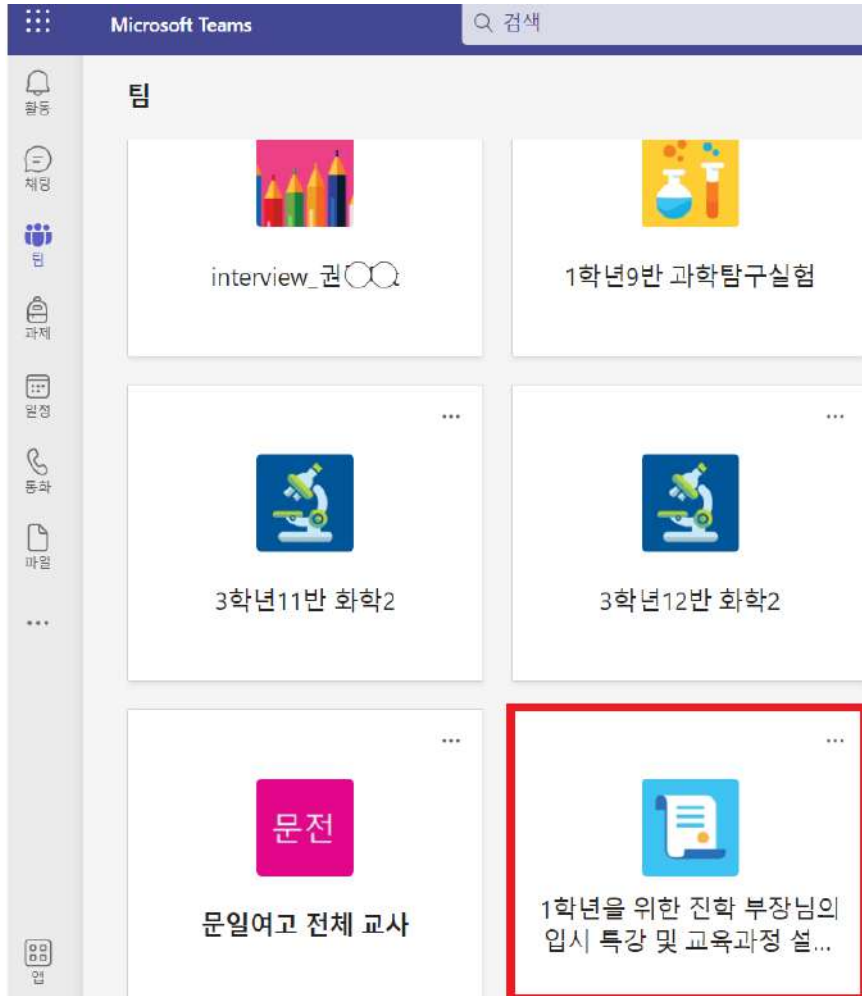 Microsoft Teams
검색
활동
채팅
팀
과제
일정
통화
파일
앱
팀
interview_권◯◯
1학년9반 과학탐구실험
3학년11반 화학2
3학년12반 화학2
문전
문일여고 전체 교사
1학년을 위한 진학 부장님의
입시 특강 및 교육과정 설...